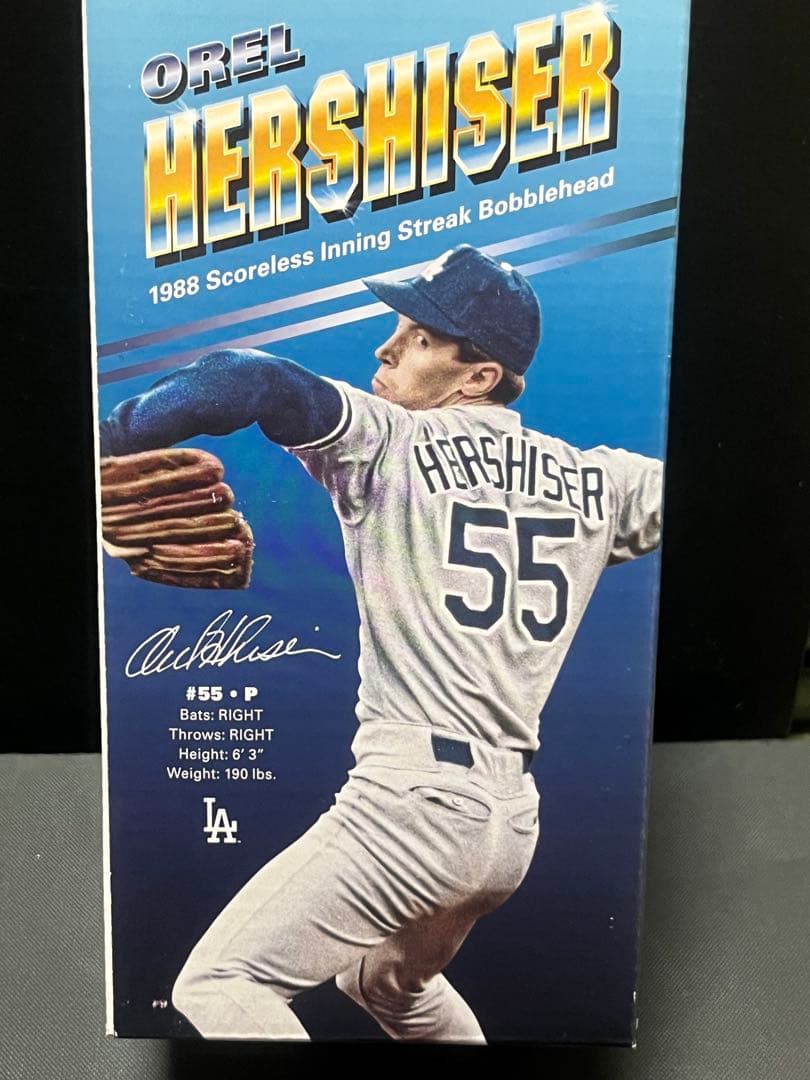 OREL
HERSHISER
1988 Scoreless Inning Streak Bobblehead
HERSHISER
55
#55 • P
Bats: RIGHT
Throws: RIGHT
Height: 6' 3"
Weight: 190 lbs.
LA